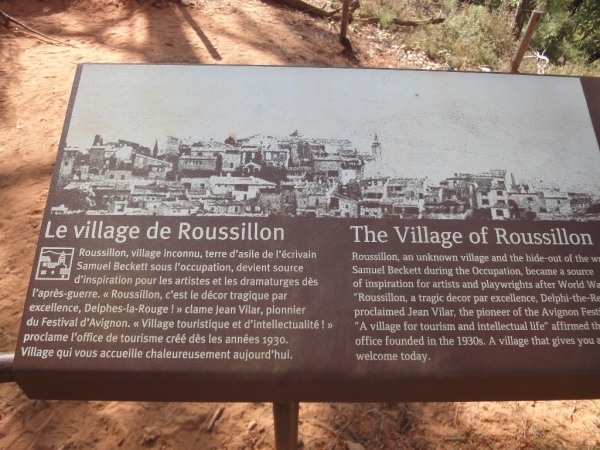 Le village de Roussillon
Roussillon, village inconnu, terre d'asile de l'écrivain
Samuel Beckett sous l'occupation, devient source
d'inspiration pour les artistes et les dramaturges dès
l'après-guerre. « Roussillon, c'est le décor tragique par
excellence, Delphes-la-Rouge ! » clame Jean Vilar, pionnier
du Festival d'Avignon. « Village touristique et d'intellectualité ! »
proclame l'office de tourisme créé dès les années 1930.
Village qui vous accueille chaleureusement aujourd'hui.
The Village of Roussillon
Roussillon, an unknown village and the hide-out of the
Samuel Beckett during the Occupation, became a source
of inspiration for artists and playwrights after World
"Roussillon, a tragic decor par excellence,
proclaimed Jean Vilar, the pioneer of the Avignon
"A village for tourism and intellectual life" affirmed
office founded in the 1930s. A village that gives you
welcome today.